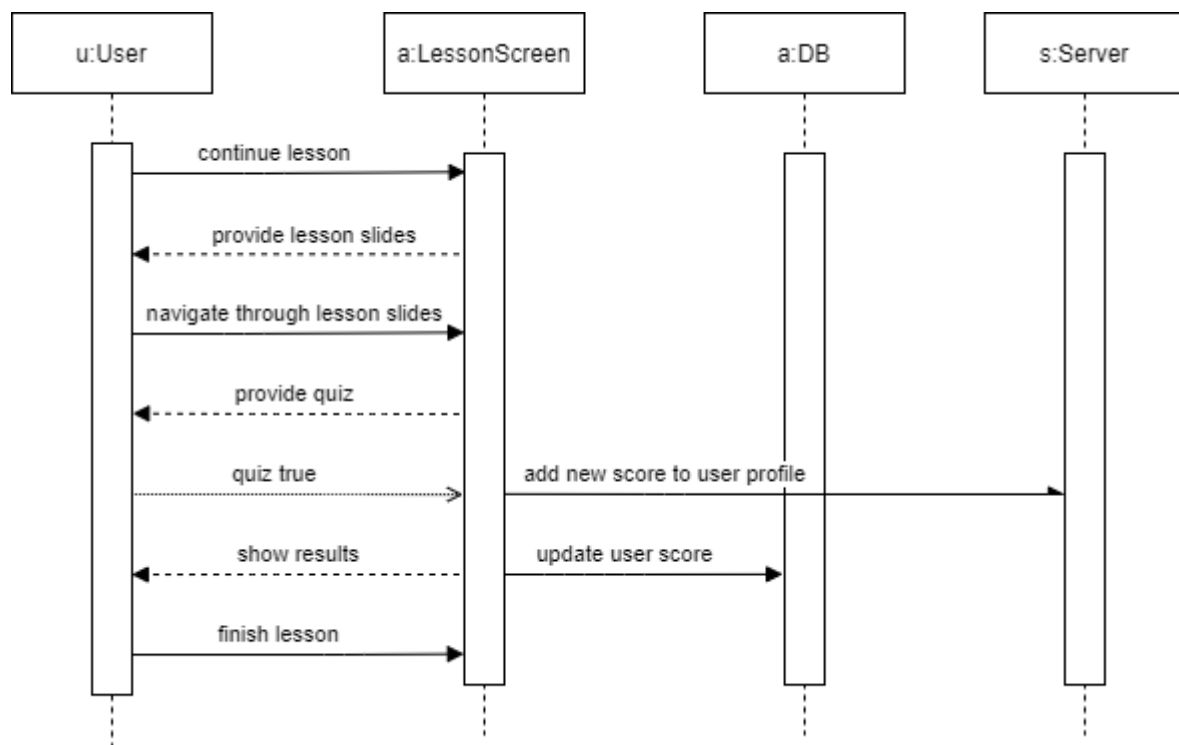 u:User
a:LessonScreen
a:DB
s:Server
continue lesson
provide lesson slides
navigate through lesson slides
provide quiz
quiz true
add new score to user profile
show results
update user score
finish lesson